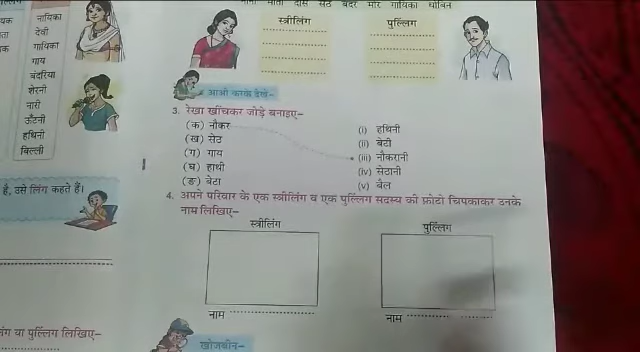 नायिका
देवी
गायिका
गाय
बंदरिया
शेरनी
नारी
ऊँटनी
हथिनी
बिल्ली
है, उसे लिंग कहते हैं।
या पुल्लिंग लिखिए–
माता दास सेठ बंदर मोर गायिका धोबिन
स्त्रीलिंग
पुल्लिंग
आओ करके देखें–
3. रेखा खींचकर जोड़े बनाइए–
(क) नौकर
(i) हथिनी
(ख) सेठ
(ii) बेटी
(ग) गाय
(iii) नौकरानी
(घ) हाथी
(iv) सेठानी
(ङ) बेटा
(v) बैल
4. अपने परिवार के एक स्त्रीलिंग व एक पुल्लिंग सदस्य की फ़ोटो चिपकाकर उनके
नाम लिखिए–
स्त्रीलिंग
पुल्लिंग
नाम
नाम
खोजबीन–